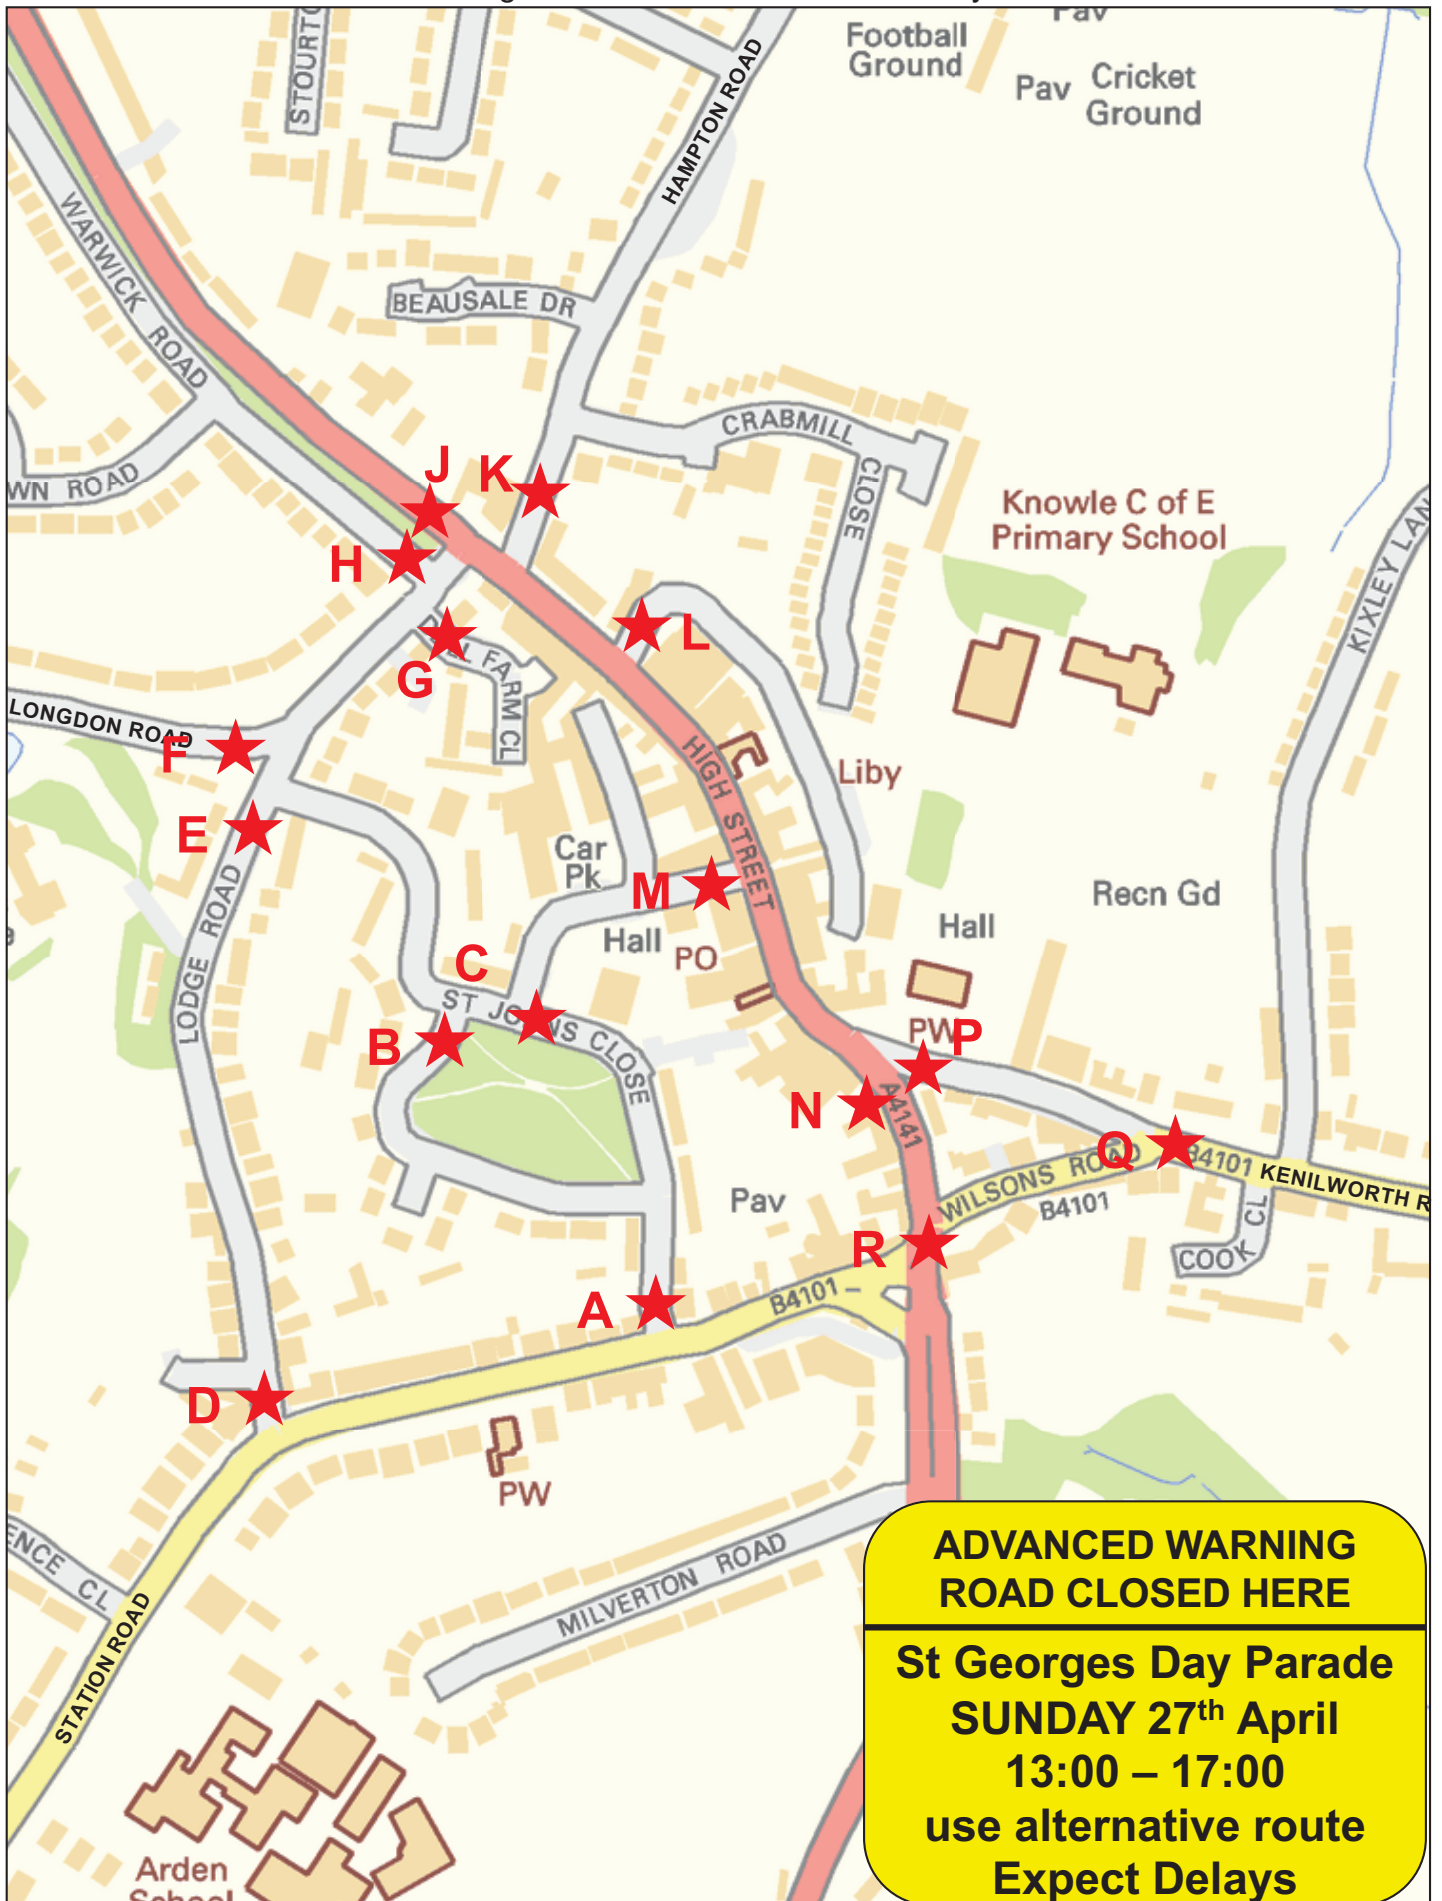 STOURTO
HAMPTON ROAD
Football
Ground
Pav
Pav
Cricket
Ground
WARWICK ROAD
BEAUSALE DR
CRABMILL
CLOSE
WN ROAD
J
K
H
Knowle C of E
Primary School
KIXLEY LAN
L
G
FARM CL
LONGDON ROAD
F
HIGH STREET
Liby
E
Car
Pk
M
LODGE ROAD
Recn Gd
Hall
Hall
PO
C
ST JOHNS CLOSE
B
PW
P
N
A4141
Q
WILSONS ROAD
B4101
B4101
KENILWORTH R
COOK CL
Pav
R
A
B4101
D
PW
ENCE CL
STATION ROAD
MILVERTON ROAD
Arden
School
ADVANCED WARNING
ROAD CLOSED HERE
St Georges Day Parade
SUNDAY 27th April
13:00 – 17:00
use alternative route
Expect Delays